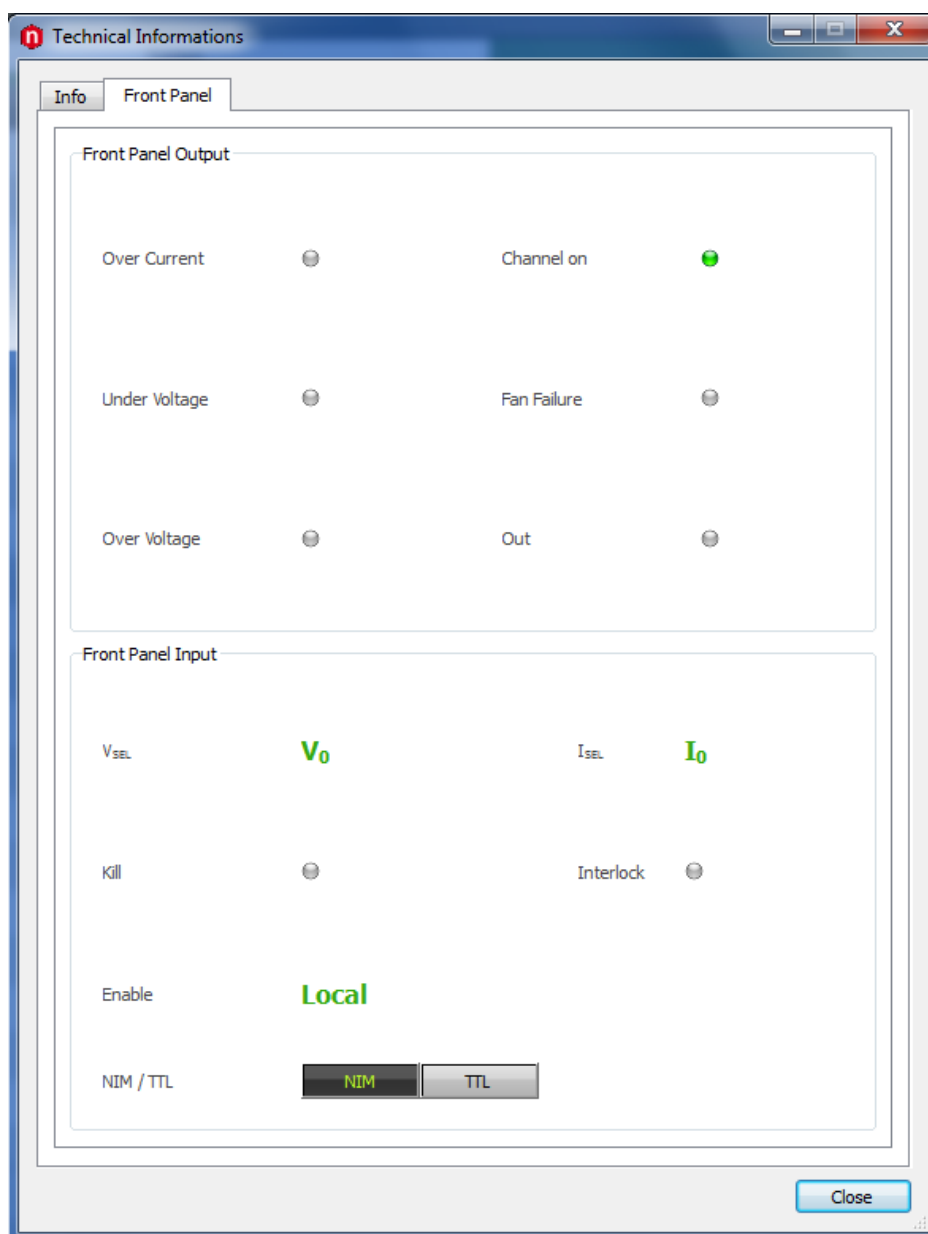 Technical Informations
Info Front Panel
Front Panel Output
Over Current Channel on
Under Voltage Fan Failure
Over Voltage Out
Front Panel Input
VSEL V0 ISEL I0
Kill Interlock
Enable Local
NIM / TTL NIM TTL
Close